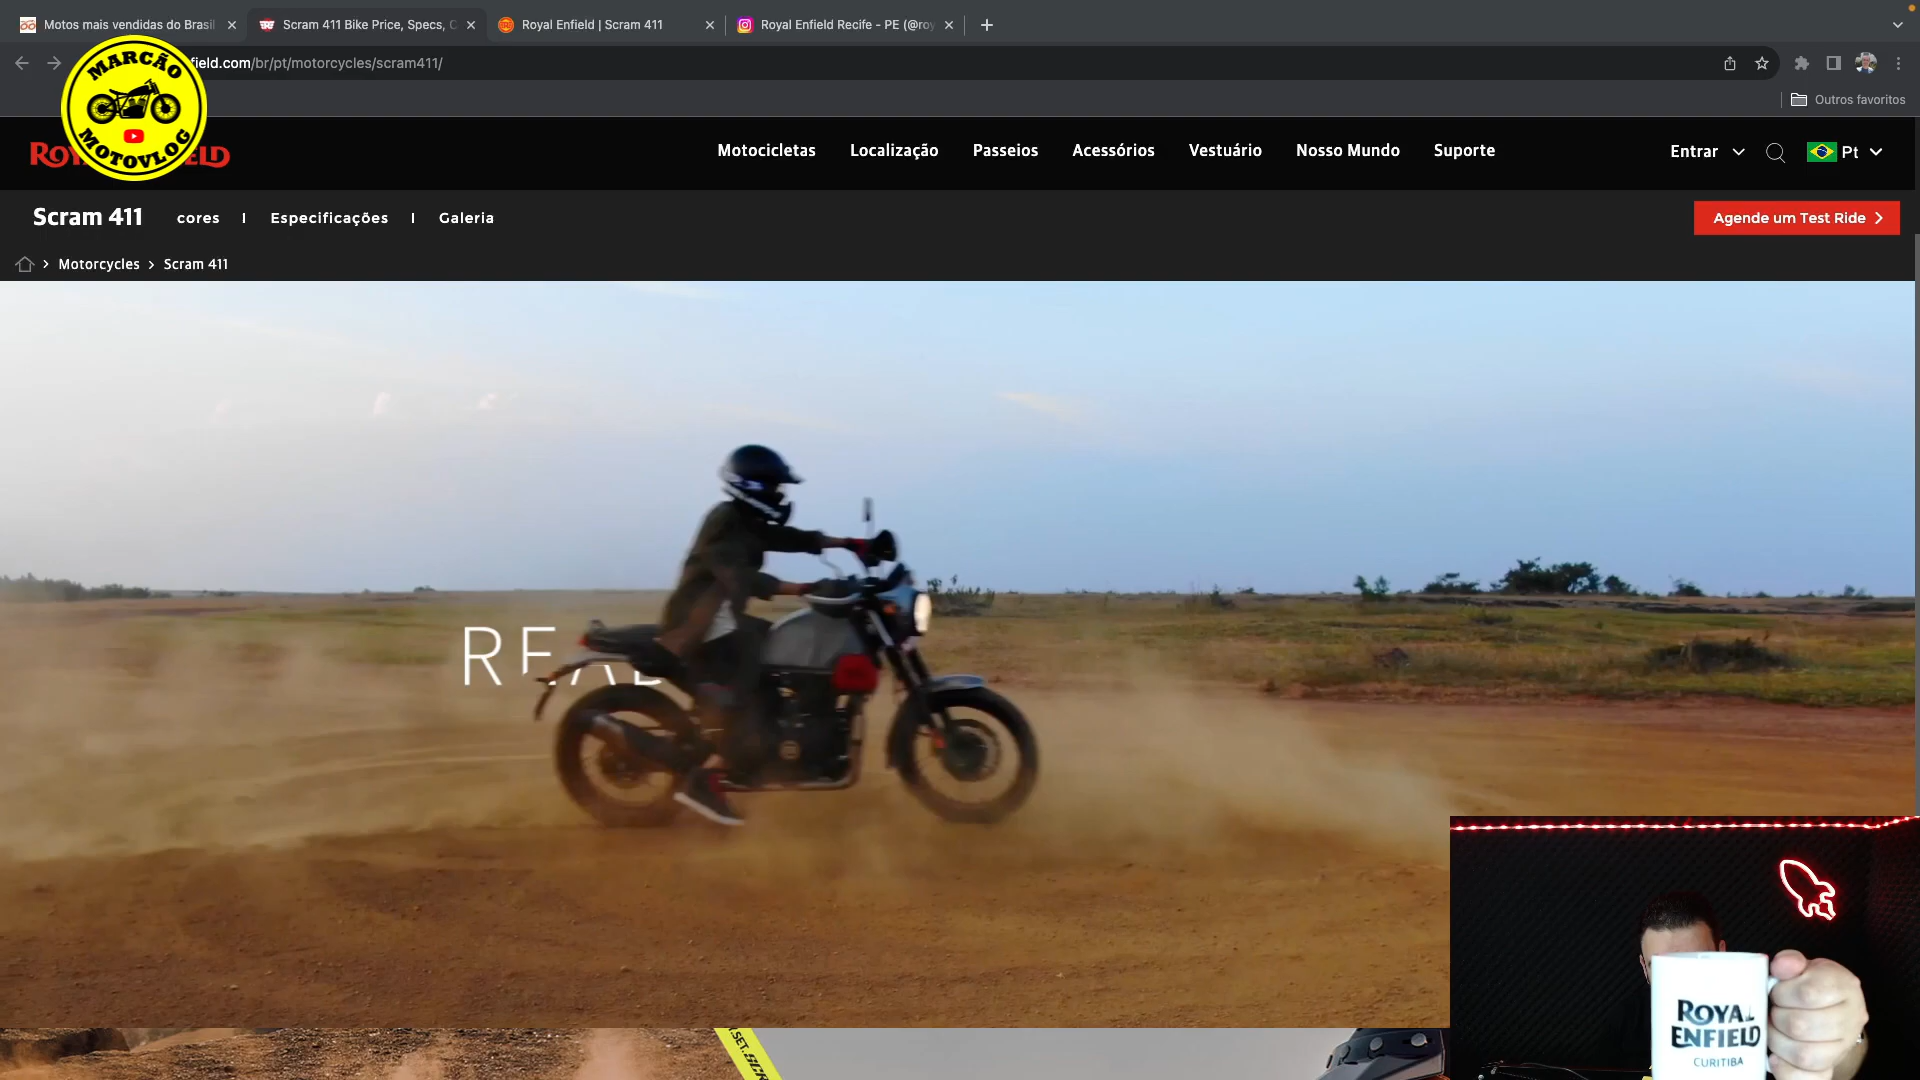 Motos mais vendidas do Brasil
Scram 411 Bike Price, Specs, C
Royal Enfield | Scram 411
Royal Enfield Recife - PE (@roy
field.com/br/pt/motorcycles/scram411/
Outros favoritos
MARCÃO
MOTOVLOG
Motocicletas
Localização
Passeios
Acessórios
Vestuário
Nosso Mundo
Suporte
Entrar
Pt
Scram 411
cores
Especificações
Galeria
Agende um Test Ride
Motorcycles
Scram 411
REAL
ROYAL
ENFIELD
CURITIBA